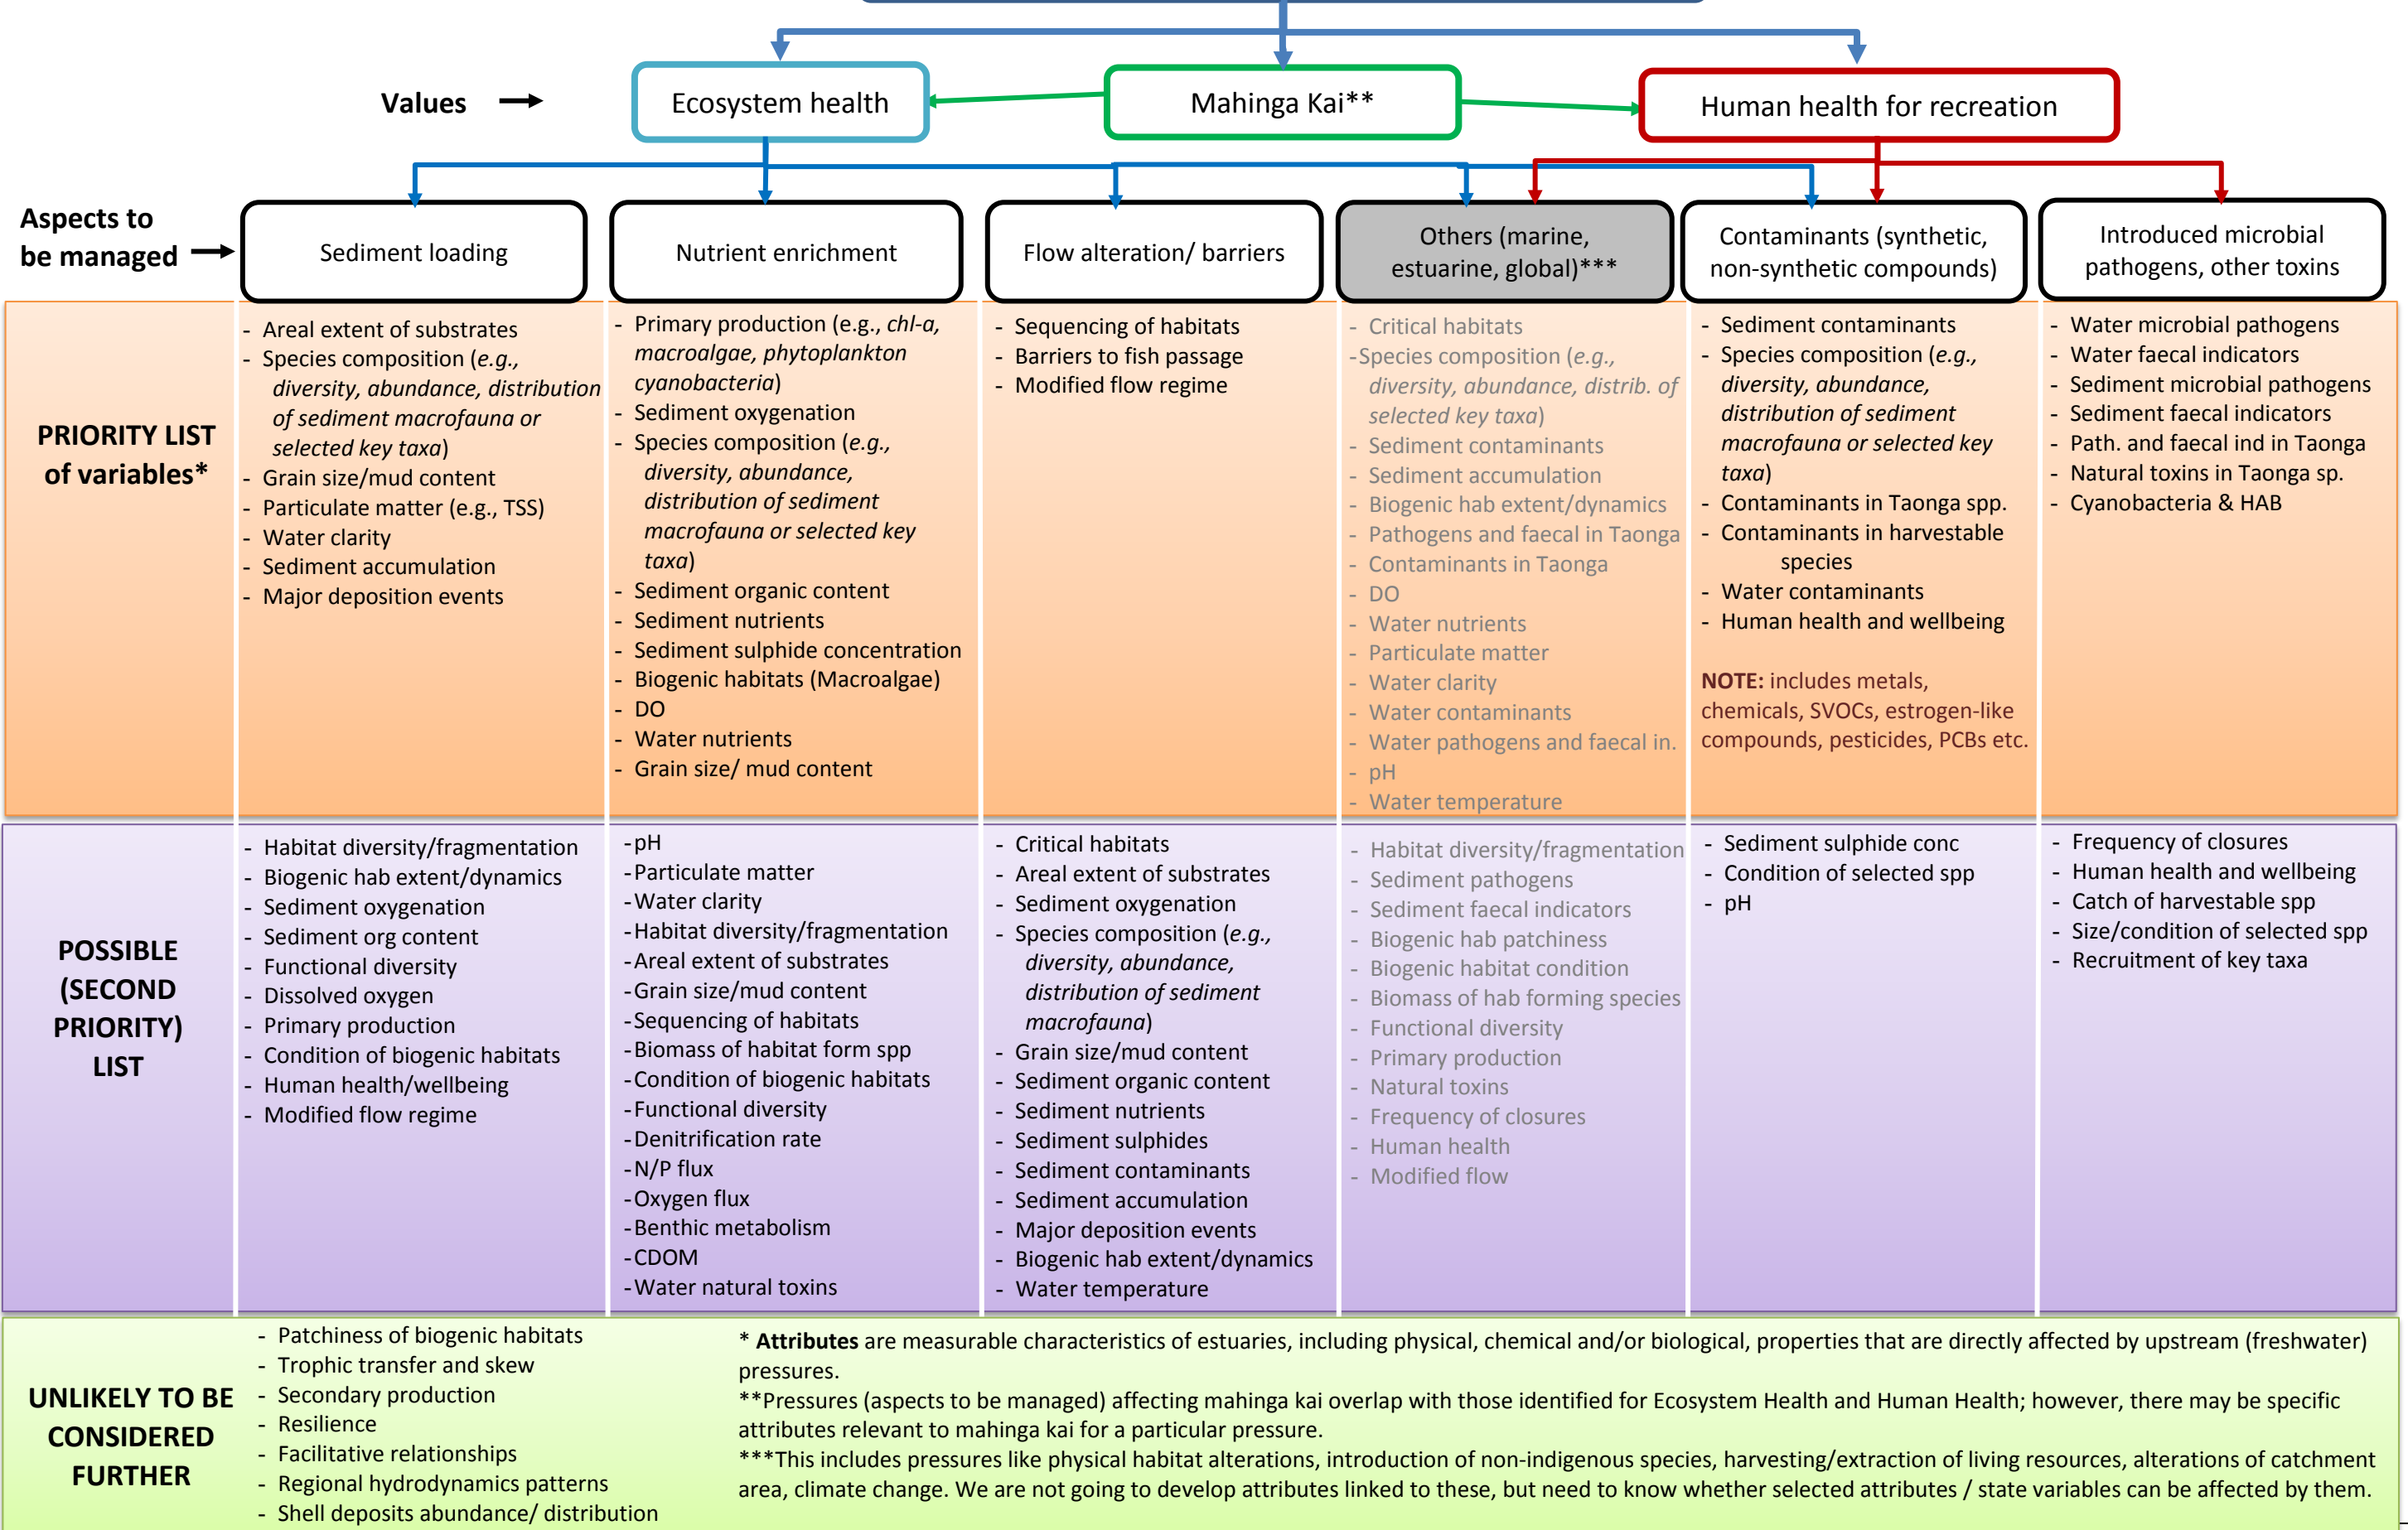 Values
Ecosystem health
Mahinga Kai**
Human health for recreation
Aspects to
be managed
Sediment loading
Nutrient enrichment
Flow alteration/ barriers
Others (marine,
estuarine, global)***
Contaminants (synthetic,
non-synthetic compounds)
Introduced microbial
pathogens, other toxins
PRIORITY LIST
of variables*
- Areal extent of substrates
- Species composition (e.g.,
diversity, abundance, distribution
of sediment macrofauna or
selected key taxa)
- Grain size/mud content
- Particulate matter (e.g., TSS)
- Water clarity
- Sediment accumulation
- Major deposition events
- Primary production (e.g., chl-a,
macroalgae, phytoplankton
cyanobacteria)
- Sediment oxygenation
- Species composition (e.g.,
diversity, abundance,
distribution of sediment
macrofauna or selected key
taxa)
- Sediment organic content
- Sediment nutrients
- Sediment sulphide concentration
- Biogenic habitats (Macroalgae)
- DO
- Water nutrients
- Grain size/ mud content
- Sequencing of habitats
- Barriers to fish passage
- Modified flow regime
- Critical habitats
-Species composition (e.g.,
diversity, abundance, distrib. of
selected key taxa)
- Sediment contaminants
- Sediment accumulation
- Biogenic hab extent/dynamics
- Pathogens and faecal in Taonga
- Contaminants in Taonga
- DO
- Water nutrients
- Particulate matter
- Water clarity
- Water contaminants
- Water pathogens and faecal in.
- pH
- Water temperature
- Sediment contaminants
- Species composition (e.g.,
diversity, abundance,
distribution of sediment
macrofauna or selected key
taxa)
- Contaminants in Taonga spp.
- Contaminants in harvestable
species
- Water contaminants
- Human health and wellbeing
NOTE: includes metals,
chemicals, SVOCs, estrogen-like
compounds, pesticides, PCBs etc.
- Water microbial pathogens
- Water faecal indicators
- Sediment microbial pathogens
- Sediment faecal indicators
- Path. and faecal ind in Taonga
- Natural toxins in Taonga sp.
- Cyanobacteria & HAB
POSSIBLE
(SECOND
PRIORITY)
LIST
- Habitat diversity/fragmentation
- Biogenic hab extent/dynamics
- Sediment oxygenation
- Sediment org content
- Functional diversity
- Dissolved oxygen
- Primary production
- Condition of biogenic habitats
- Human health/wellbeing
- Modified flow regime
-pH
-Particulate matter
-Water clarity
-Habitat diversity/fragmentation
-Areal extent of substrates
-Grain size/mud content
-Sequencing of habitats
-Biomass of habitat form spp
-Condition of biogenic habitats
-Functional diversity
-Denitrification rate
-N/P flux
-Oxygen flux
-Benthic metabolism
-CDOM
-Water natural toxins
- Critical habitats
- Areal extent of substrates
- Sediment oxygenation
- Species composition (e.g.,
diversity, abundance,
distribution of sediment
macrofauna)
- Grain size/mud content
- Sediment organic content
- Sediment nutrients
- Sediment sulphides
- Sediment contaminants
- Sediment accumulation
- Major deposition events
- Biogenic hab extent/dynamics
- Water temperature
- Habitat diversity/fragmentation
- Sediment pathogens
- Sediment faecal indicators
- Biogenic hab patchiness
- Biogenic habitat condition
- Biomass of hab forming species
- Functional diversity
- Primary production
- Natural toxins
- Frequency of closures
- Human health
- Modified flow
- Sediment sulphide conc
- Condition of selected spp
- pH
- Frequency of closures
- Human health and wellbeing
- Catch of harvestable spp
- Size/condition of selected spp
- Recruitment of key taxa
UNLIKELY TO BE
CONSIDERED
FURTHER
- Patchiness of biogenic habitats
- Trophic transfer and skew
- Secondary production
- Resilience
- Facilitative relationships
- Regional hydrodynamics patterns
- Shell deposits abundance/ distribution
* Attributes are measurable characteristics of estuaries, including physical, chemical and/or biological, properties that are directly affected by upstream (freshwater)
pressures.
**Pressures (aspects to be managed) affecting mahinga kai overlap with those identified for Ecosystem Health and Human Health; however, there may be specific
attributes relevant to mahinga kai for a particular pressure.
***This includes pressures like physical habitat alterations, introduction of non-indigenous species, harvesting/extraction of living resources, alterations of catchment
area, climate change. We are not going to develop attributes linked to these, but need to know whether selected attributes / state variables can be affected by them.